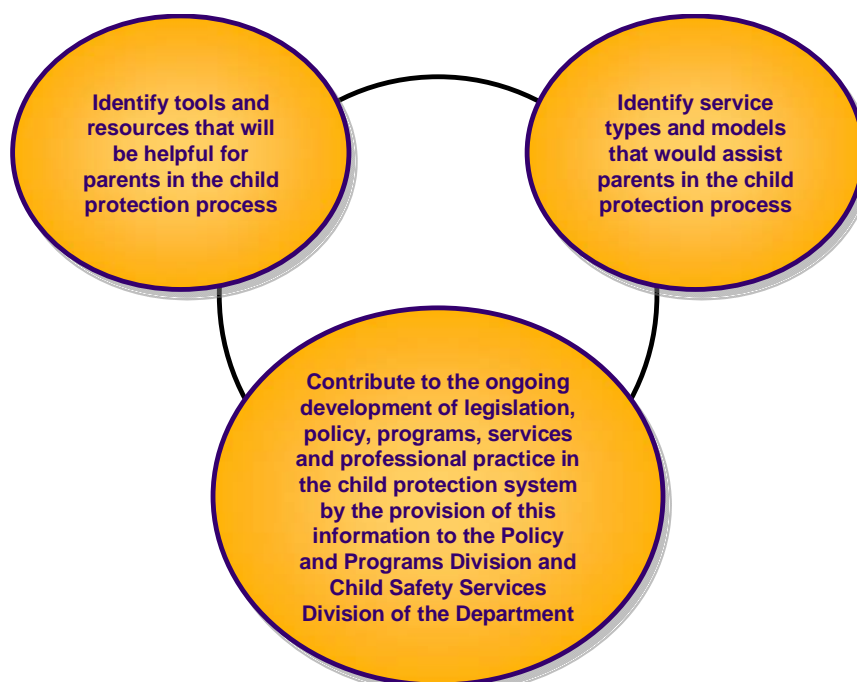 Identify tools and
resources that will
be helpful for
parents in the child
protection process
Identify service
types and models
that would assist
parents in the child
protection process
Contribute to the ongoing
development of legislation,
policy, programs, services
and professional practice in
the child protection system
by the provision of this
information to the Policy
and Programs Division and
Child Safety Services
Division of the Department